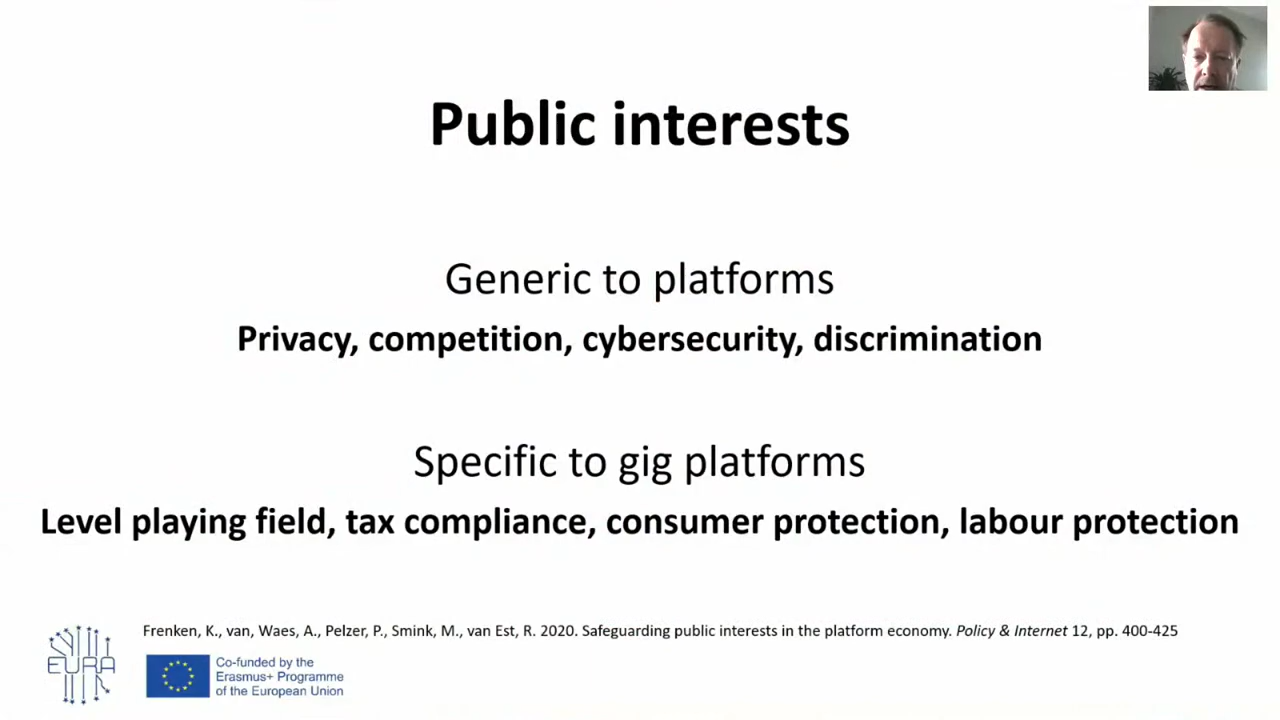 Public interests
Generic to platforms
Privacy, competition, cybersecurity, discrimination
Specific to gig platforms
Level playing field, tax compliance, consumer protection, labour protection
Frenken, K., van, Waes, A., Pelzer, P., Smink, M., van Est, R. 2020. Safeguarding public interests in the platform economy. Policy & Internet 12, pp. 400-425
EURA
Co-funded by the
Erasmus+ Programme
of the European Union